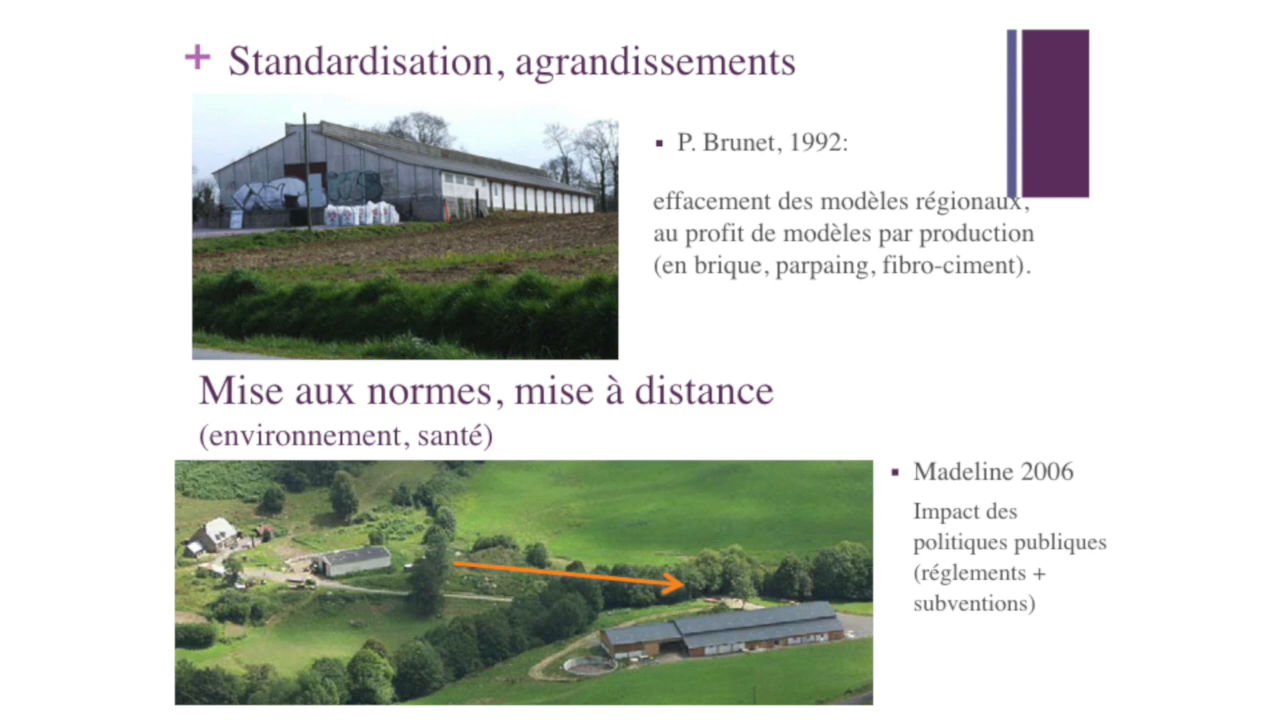 + Standardisation, agrandissements
▪ P. Brunet, 1992:
effacement des modèles régionaux,
au profit de modèles par production
(en brique, parpaing, fibro-ciment).
Mise aux normes, mise à distance
(environnement, santé)
▪ Madeline 2006
Impact des
politiques publiques
(réglements +
subventions)